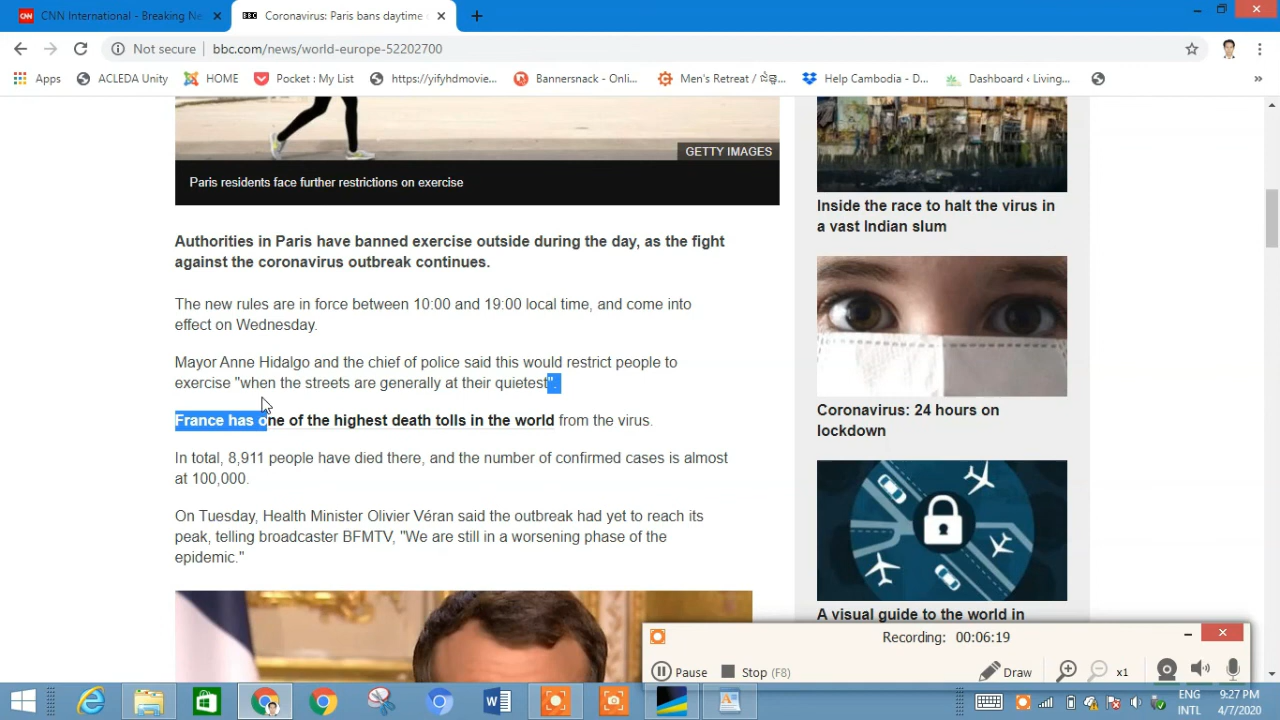 CNN International - Breaking Ne
Coronavirus: Paris bans daytime
Not secure | bbc.com/news/world-europe-52202700
Apps
ACLEDA Unity
HOME
Pocket : My List
https://yifyhdmovie...
Bannersnack - Onli...
Men's Retreat /
Help Cambodia - D...
Dashboard ‹ Living...
»
GETTY IMAGES
Paris residents face further restrictions on exercise
Authorities in Paris have banned exercise outside during the day, as the fight
against the coronavirus outbreak continues.
The new rules are in force between 10:00 and 19:00 local time, and come into
effect on Wednesday.
Mayor Anne Hidalgo and the chief of police said this would restrict people to
exercise "when the streets are generally at their quietest".
France has one of the highest death tolls in the world from the virus.
In total, 8,911 people have died there, and the number of confirmed cases is almost
at 100,000.
On Tuesday, Health Minister Olivier Véran said the outbreak had yet to reach its
peak, telling broadcaster BFMTV, "We are still in a worsening phase of the
epidemic."
Inside the race to halt the virus in
a vast Indian slum
Coronavirus: 24 hours on
lockdown
A visual guide to the world in
Recording: 00:06:19
Pause
Stop (F8)
Draw
x1
ENG
INTL
9:27 PM
4/7/2020